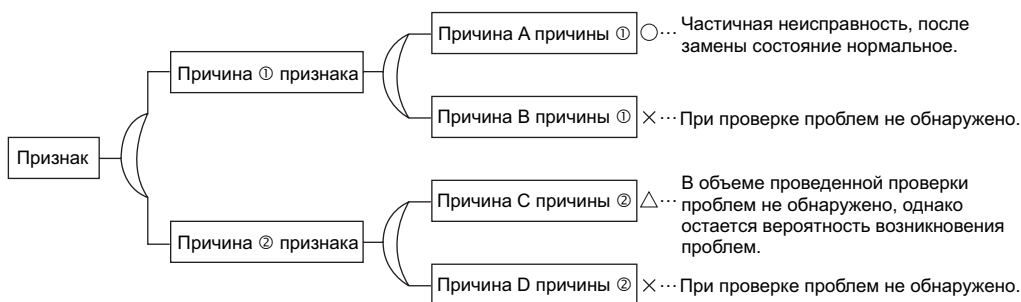 Причина А причины ① ○··· Частичная неисправность, после
замены состояние нормальное.
Причина ① признака
Причина В причины ① ×··· При проверке проблем не обнаружено.
Признак
Причина С причины ② △··· В объеме проведенной проверки
проблем не обнаружено, однако
остается вероятность возникновения
проблем.
Причина ② признака
Причина D причины ② ×··· При проверке проблем не обнаружено.